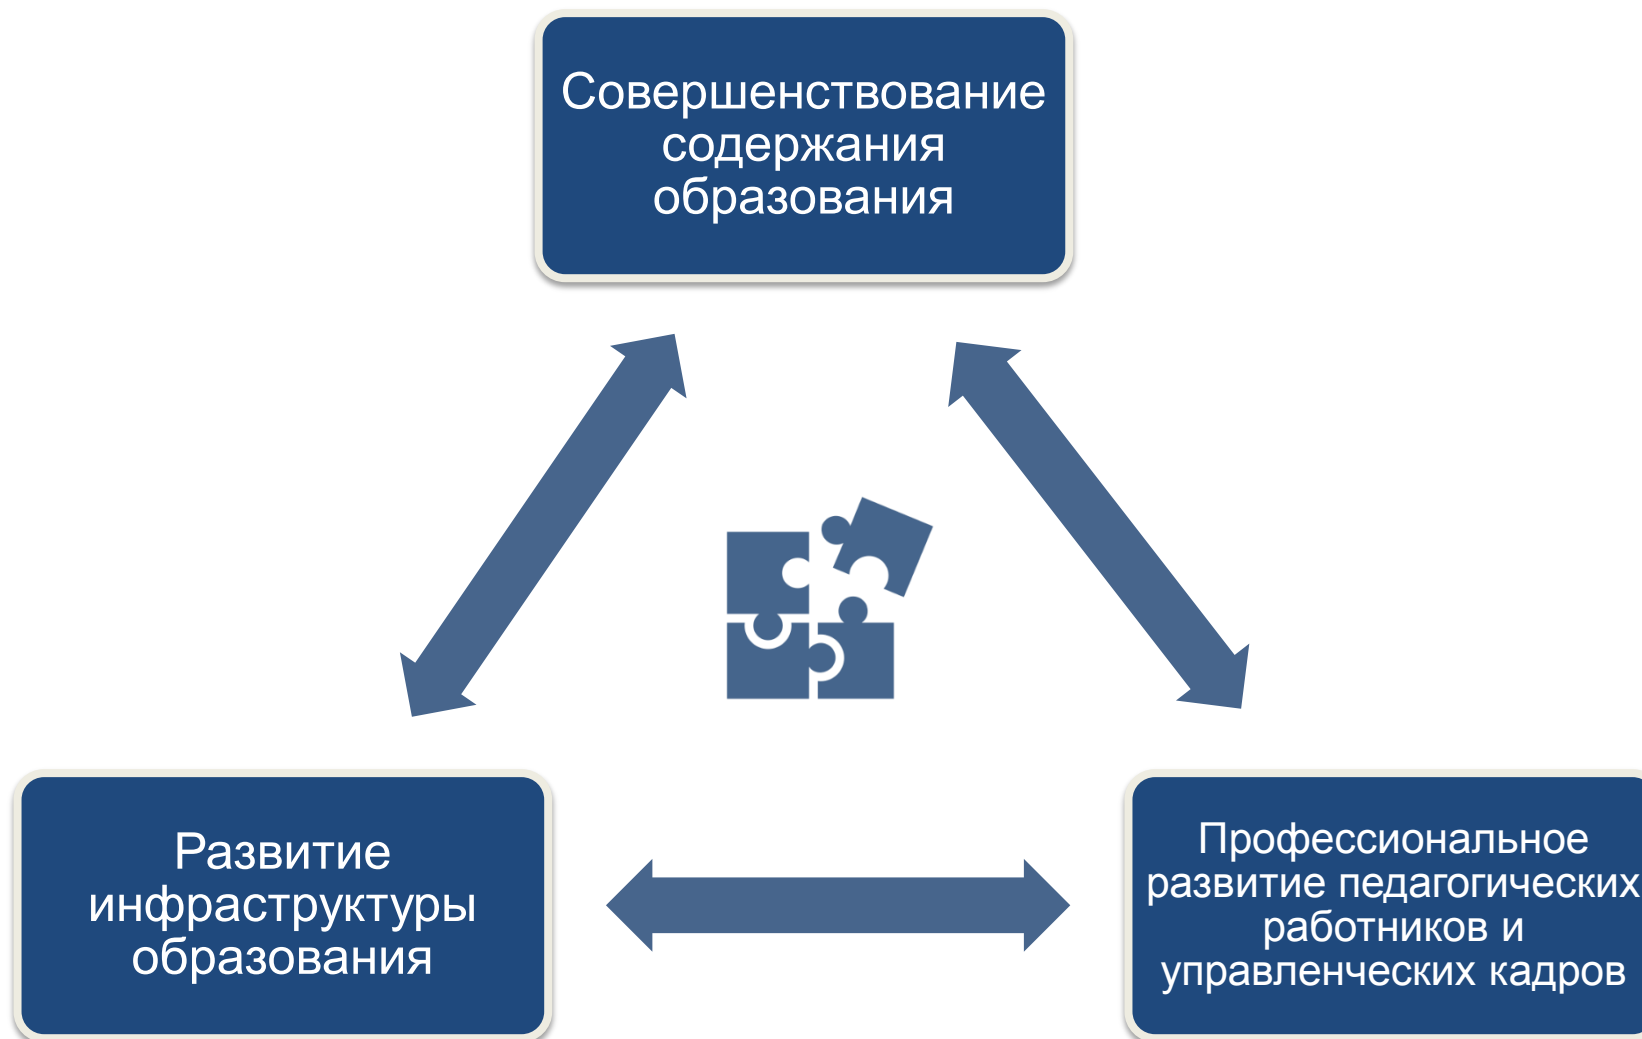 Совершенствование
содержания
образования
Развитие
инфраструктуры
образования
Профессиональное
развитие педагогических
работников и
управленческих кадров